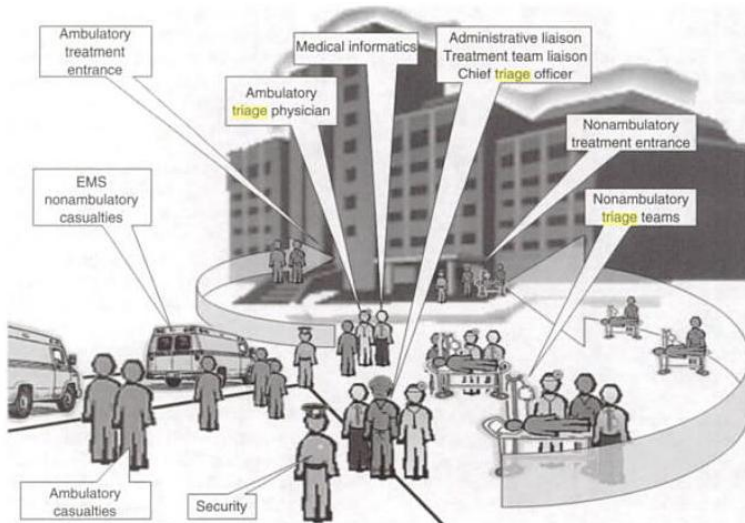 Ambulatory
treatment
entrance
Medical informatics
Administrative liaison
Treatment team liaison
Chief triage officer
Ambulatory
triage physician
Nonambulatory
treatment entrance
EMS
nonambulatory
casualties
Nonambulatory
triage teams
Ambulatory
casualties
Security